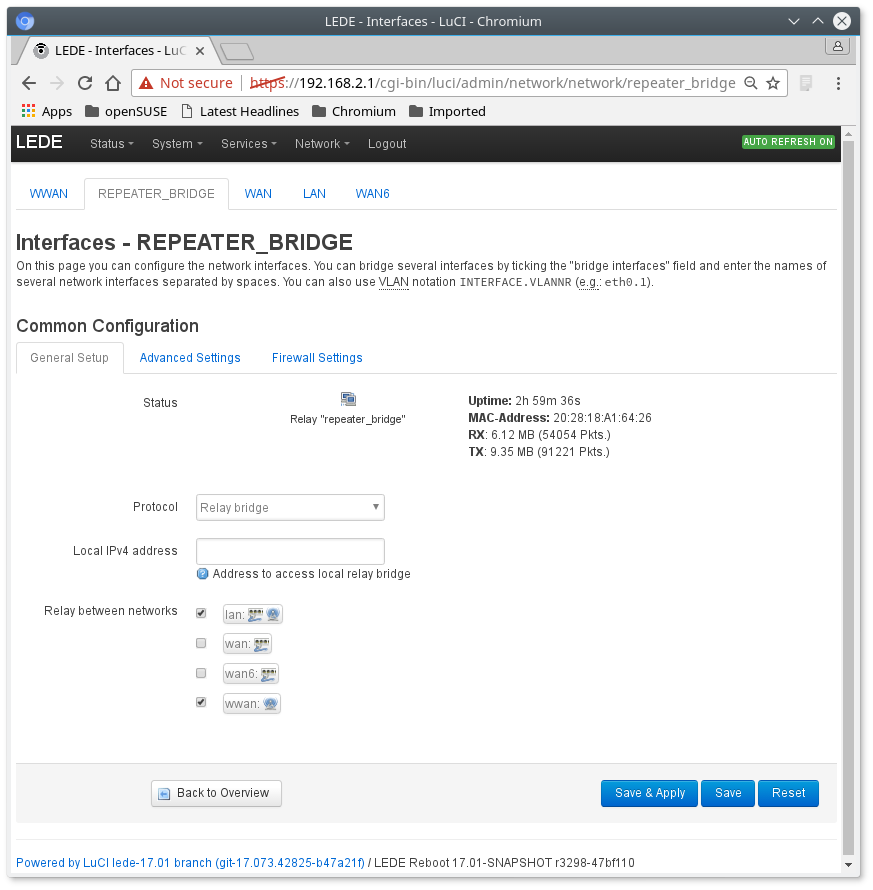 LEDE - Interfaces - LuCI - Chromium
LEDE - Interfaces - LuC
Not secure https://192.168.2.1/cgi-bin/luci/admin/network/network/repeater_bridge
Apps openSUSE Latest Headlines Chromium Imported
LEDE Status System Services Network Logout AUTO REFRESH ON
WWAN REPEATER_BRIDGE WAN LAN WAN6
Interfaces - REPEATER_BRIDGE
On this page you can configure the network interfaces. You can bridge several interfaces by ticking the "bridge interfaces" field and enter the names of
several network interfaces separated by spaces. You can also use VLAN notation INTERFACE.VLANNR (e.g.: eth0.1).
Common Configuration
General Setup Advanced Settings Firewall Settings
Status
Relay "repeater_bridge"
Uptime: 2h 59m 36s
MAC-Address: 20:28:18:A1:64:26
RX: 6.12 MB (54054 Pkts.)
TX: 9.35 MB (91221 Pkts.)
Protocol Relay bridge
Local IPv4 address
Address to access local relay bridge
Relay between networks lan:
wan:
wan6:
wwan:
Back to Overview Save & Apply Save Reset
Powered by LuCI lede-17.01 branch (git-17.073.42825-b47a21f) / LEDE Reboot 17.01-SNAPSHOT r3298-47bf110